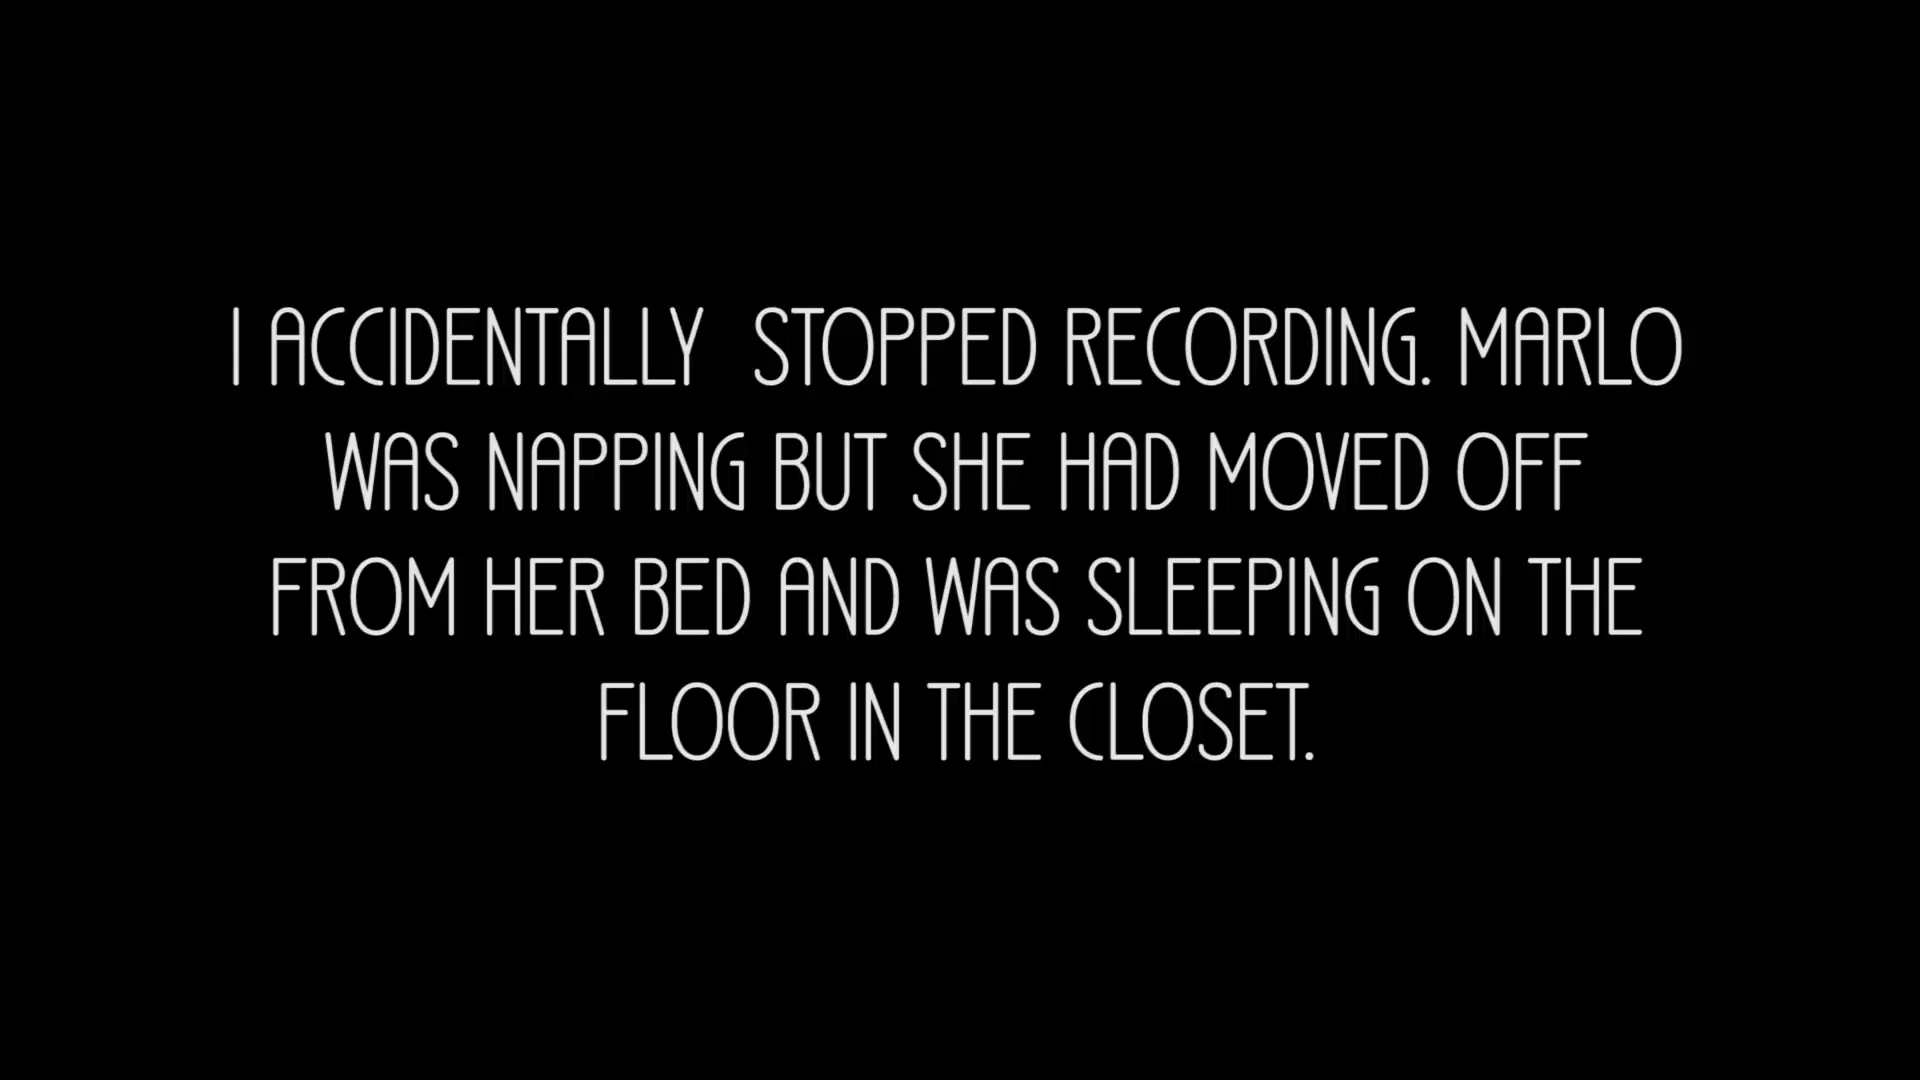 I ACCIDENTALLY  STOPPED RECORDING. MARLO
WAS NAPPING BUT SHE HAD MOVED OFF
FROM HER BED AND WAS SLEEPING ON THE
FLOOR IN THE CLOSET.